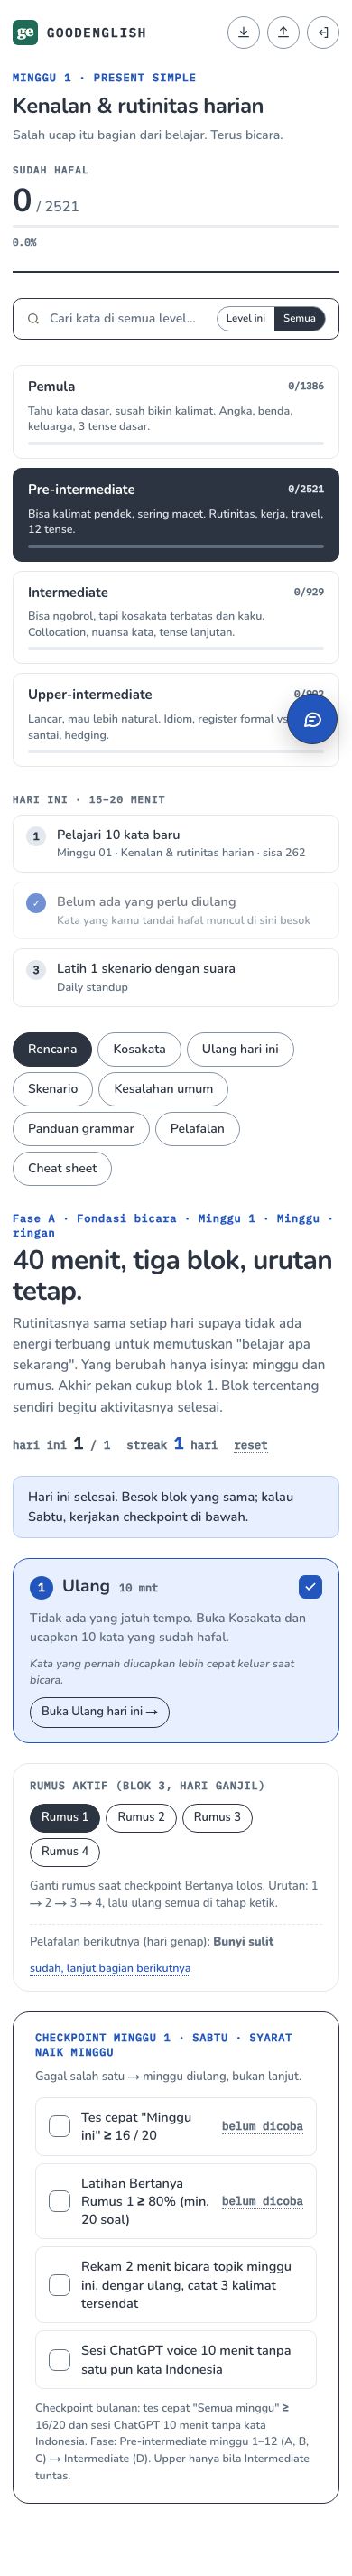 ge GOODENGLISH
MINGGU 1 · PRESENT SIMPLE
Kenalan & rutinitas harian
Salah ucap itu bagian dari belajar. Terus bicara.
SUDAH HAFAL
0 / 2521
0.0%
Cari kata di semua level... Level ini Semua
Pemula 0/1386
Tahu kata dasar, susah bikin kalimat. Angka, benda,
keluarga, 3 tense dasar.
Pre-intermediate 0/2521
Bisa kalimat pendek, sering macet. Rutinitas, kerja, travel,
12 tense.
Intermediate 0/929
Bisa ngobrol, tapi kosakata terbatas dan kaku.
Collocation, nuansa kata, tense lanjutan.
Upper-intermediate
Lancar, mau lebih natural. Idiom, register formal vs
santai, hedging.
HARI INI · 15–20 MENIT
1 Pelajari 10 kata baru
Minggu 01 · Kenalan & rutinitas harian · sisa 262
✓ Belum ada yang perlu diulang
Kata yang kamu tandai hafal muncul di sini besok
3 Latih 1 skenario dengan suara
Daily standup
Rencana Kosakata Ulang hari ini
Skenario Kesalahan umum
Panduan grammar Pelafalan
Cheat sheet
Fase A · Fondasi bicara · Minggu 1 · Minggu ·
ringan
40 menit, tiga blok, urutan
tetap.
Rutinitasnya sama setiap hari supaya tidak ada
energi terbuang untuk memutuskan "belajar apa
sekarang". Yang berubah hanya isinya: minggu dan
rumus. Akhir pekan cukup blok 1. Blok tercentang
sendiri begitu aktivitasnya selesai.
hari ini 1 / 1 streak 1 hari reset
Hari ini selesai. Besok blok yang sama; kalau
Sabtu, kerjakan checkpoint di bawah.
1 Ulang 10 mnt
Tidak ada yang jatuh tempo. Buka Kosakata dan
ucapkan 10 kata yang sudah hafal.
Kata yang pernah diucapkan lebih cepat keluar saat
bicara.
Buka Ulang hari ini →
RUMUS AKTIF (BLOK 3, HARI GANJIL)
Rumus 1 Rumus 2 Rumus 3
Rumus 4
Ganti rumus saat checkpoint Bertanya lolos. Urutan: 1
→ 2 → 3 → 4, lalu ulang semua di tahap ketik.
Pelafalan berikutnya (hari genap): Bunyi sulit
sudah, lanjut bagian berikutnya
CHECKPOINT MINGGU 1 · SABTU · SYARAT
NAIK MINGGU
Gagal salah satu → minggu diulang, bukan lanjut.
Tes cepat "Minggu
ini" ≥ 16 / 20 belum dicoba
Latihan Bertanya
Rumus 1 ≥ 80% (min. belum dicoba
20 soal)
Rekam 2 menit bicara topik minggu
ini, dengar ulang, catat 3 kalimat
tersendat
Sesi ChatGPT voice 10 menit tanpa
satu pun kata Indonesia
Checkpoint bulanan: tes cepat "Semua minggu" ≥
16/20 dan sesi ChatGPT 10 menit tanpa kata
Indonesia. Fase: Pre-intermediate minggu 1–12 (A, B,
C) → Intermediate (D). Upper hanya bila Intermediate
tuntas.